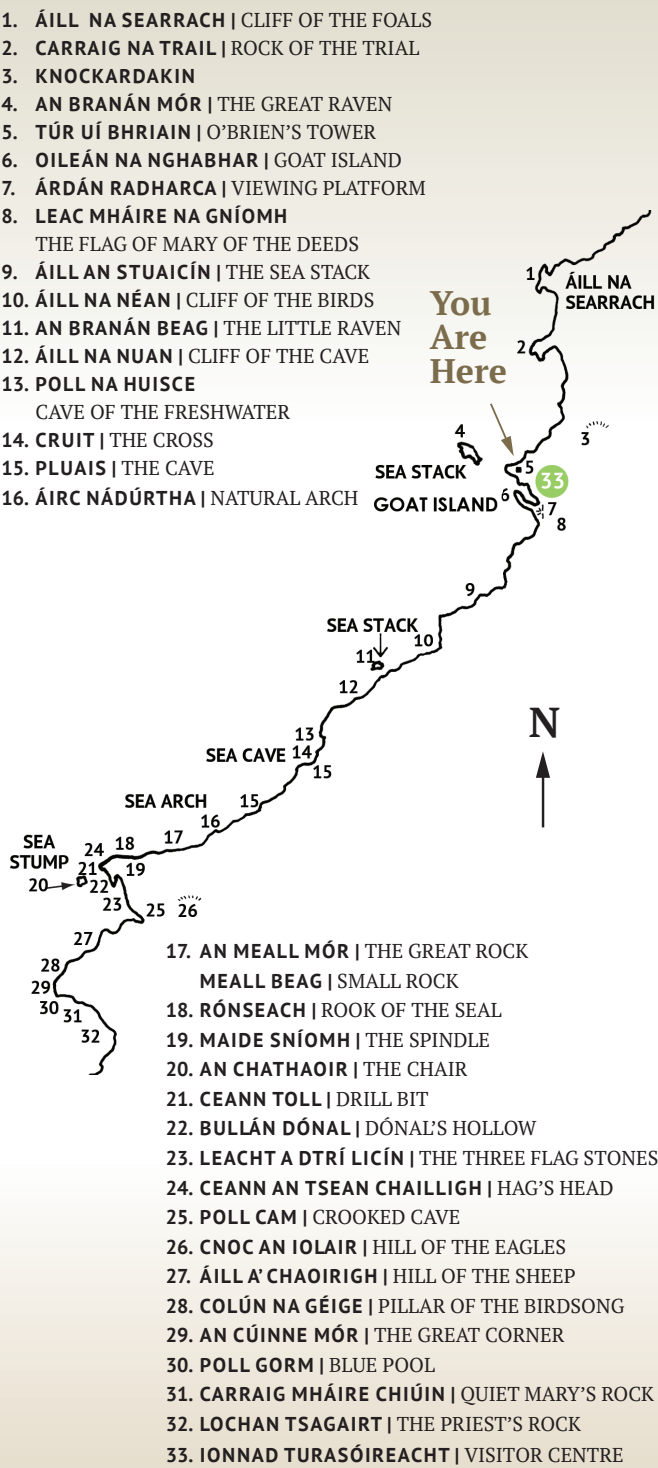 1. ÁILL NA SEARRACH | CLIFF OF THE FOALS
2. CARRAIG NA TRAIL | ROCK OF THE TRIAL
3. KNOCKARDAKIN
4. AN BRANÁN MÓR | THE GREAT RAVEN
5. TÚR UÍ BHRIAIN | O'BRIEN'S TOWER
6. OILEÁN NA NGHABHAR | GOAT ISLAND
7. ÁRDÁN RADHARCA | VIEWING PLATFORM
8. LEAC MHÁIRE NA GNÍOMH
THE FLAG OF MARY OF THE DEEDS
9. ÁILL AN STUAICÍN | THE SEA STACK
10. ÁILL NA NÉAN | CLIFF OF THE BIRDS
11. AN BRANÁN BEAG | THE LITTLE RAVEN
12. ÁILL NA NUAN | CLIFF OF THE CAVE
13. POLL NA HUISCE
CAVE OF THE FRESHWATER
14. CRUIT | THE CROSS
15. PLUAIS | THE CAVE
16. ÁIRC NÁDÚRTHA | NATURAL ARCH
1
ÁILL NA
SEARRACH
You
Are
Here
2
3
4
SEA STACK
5
33
GOAT ISLAND
6
7
8
9
SEA STACK
10
11
12
N
13
SEA CAVE
14
15
SEA ARCH
15
16
17
18
SEA
STUMP
24
21
19
20
22
23
25
26
27
28
29
30
31
32
17. AN MEALL MÓR | THE GREAT ROCK
MEALL BEAG | SMALL ROCK
18. RÓNSEACH | ROOK OF THE SEAL
19. MAIDE SNÍOMH | THE SPINDLE
20. AN CHATHAOIR | THE CHAIR
21. CEANN TOLL | DRILL BIT
22. BULLÁN DÓNAL | DÓNAL'S HOLLOW
23. LEACHT A DTRÍ LICÍN | THE THREE FLAG STONES
24. CEANN AN TSEAN CHAILLIGH | HAG'S HEAD
25. POLL CAM | CROOKED CAVE
26. CNOC AN IOLAIR | HILL OF THE EAGLES
27. ÁILL A' CHAOIRIGH | HILL OF THE SHEEP
28. COLÚN NA GÉIGE | PILLAR OF THE BIRDSONG
29. AN CÚINNE MÓR | THE GREAT CORNER
30. POLL GORM | BLUE POOL
31. CARRAIG MHÁIRE CHIÚIN | QUIET MARY'S ROCK
32. LOCHAN TSAGAIRT | THE PRIEST'S ROCK
33. IONNAD TURASÓIREACHT | VISITOR CENTRE